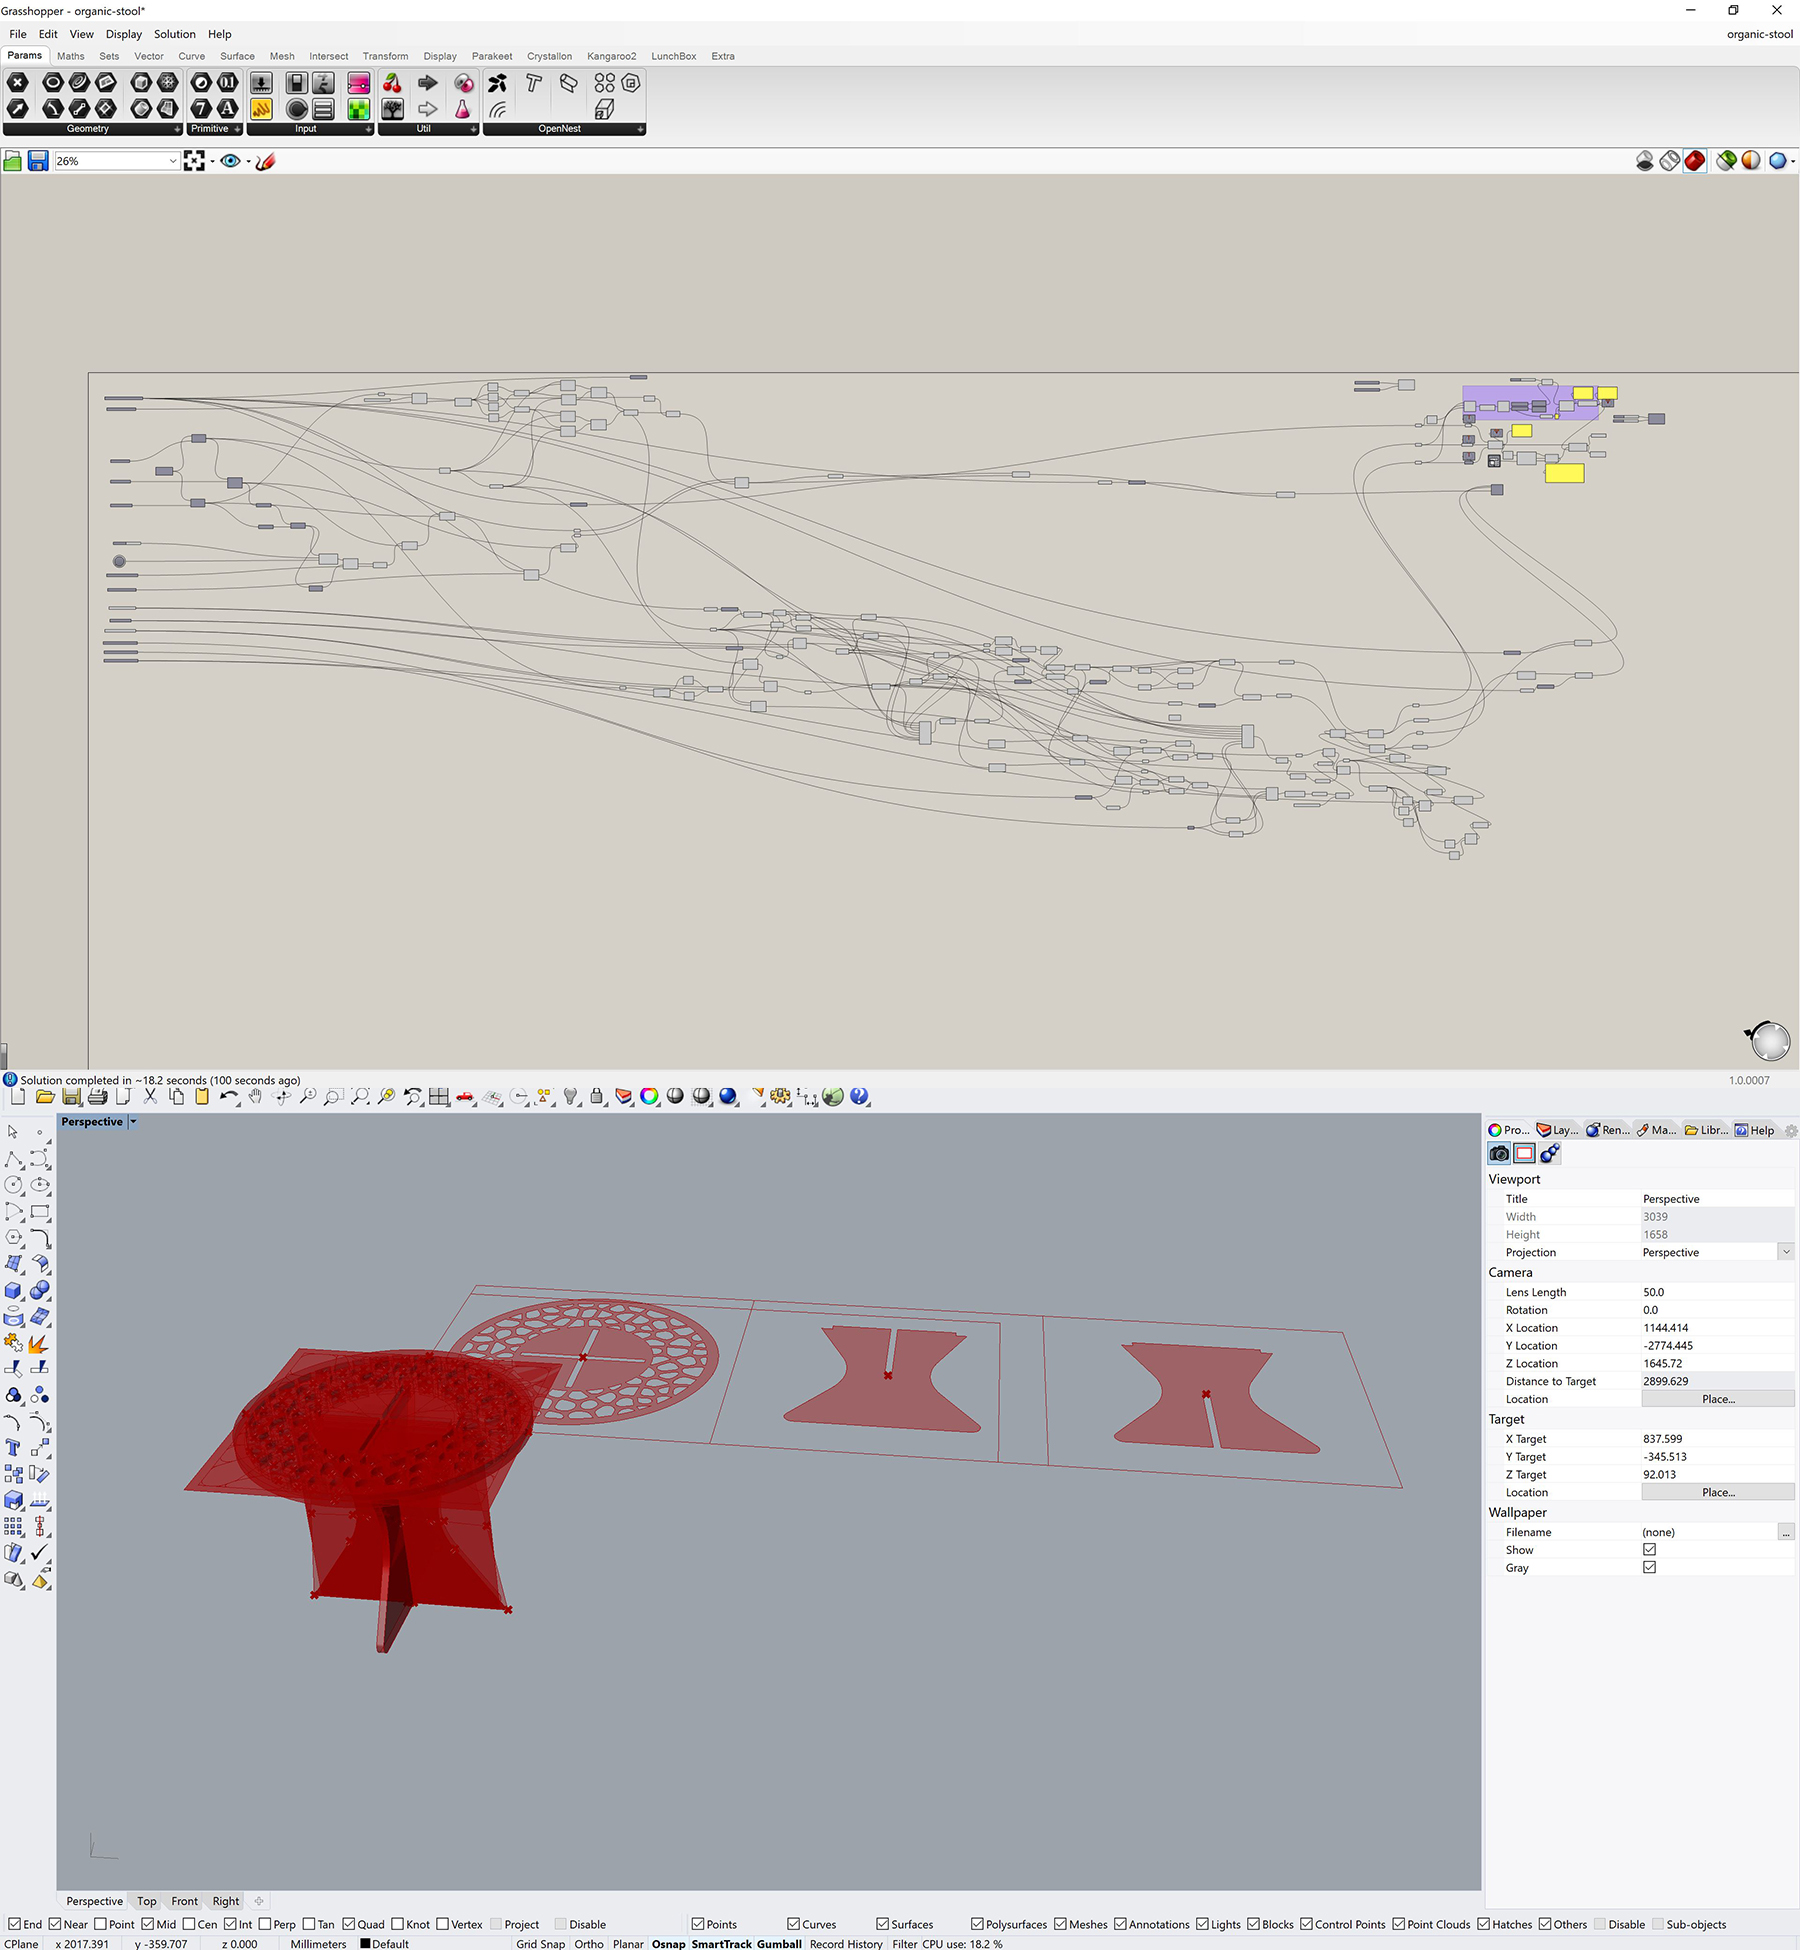 Grasshopper - organic-stool*
File Edit View Display Solution Help
organic-stool
Params Maths Sets Vector Curve Surface Mesh Intersect Transform Display Parakeet Crystallon Kangaroo2 LunchBox Extra
Geometry Primitive Input Util OpenNest
26%
Solution completed in ~18.2 seconds (100 seconds ago)
1.0.0007
Perspective
Pro... Lay... Ren... Ma... Libr... Help
Viewport
Title Perspective
Width 3039
Height 1658
Projection Perspective
Camera
Lens Length 50.0
Rotation 0.0
X Location 1144.414
Y Location -2774.445
Z Location 1645.72
Distance to Target 2899.629
Location Place...
Target
X Target 837.599
Y Target -345.513
Z Target 92.013
Location Place...
Wallpaper
Filename (none) ...
Show
Gray
Perspective Top Front Right
End Near Point Mid Cen Int Perp Tan Quad Knot Vertex Project Disable Points Curves Surfaces Polysurfaces Meshes Annotations Lights Blocks Control Points Point Clouds Hatches Others Disable Sub-objects
CPlane x 2017.391 y -359.707 z 0.000 Millimeters Default Grid Snap Ortho Planar Osnap SmartTrack Gumball Record History Filter CPU use: 18.2 %